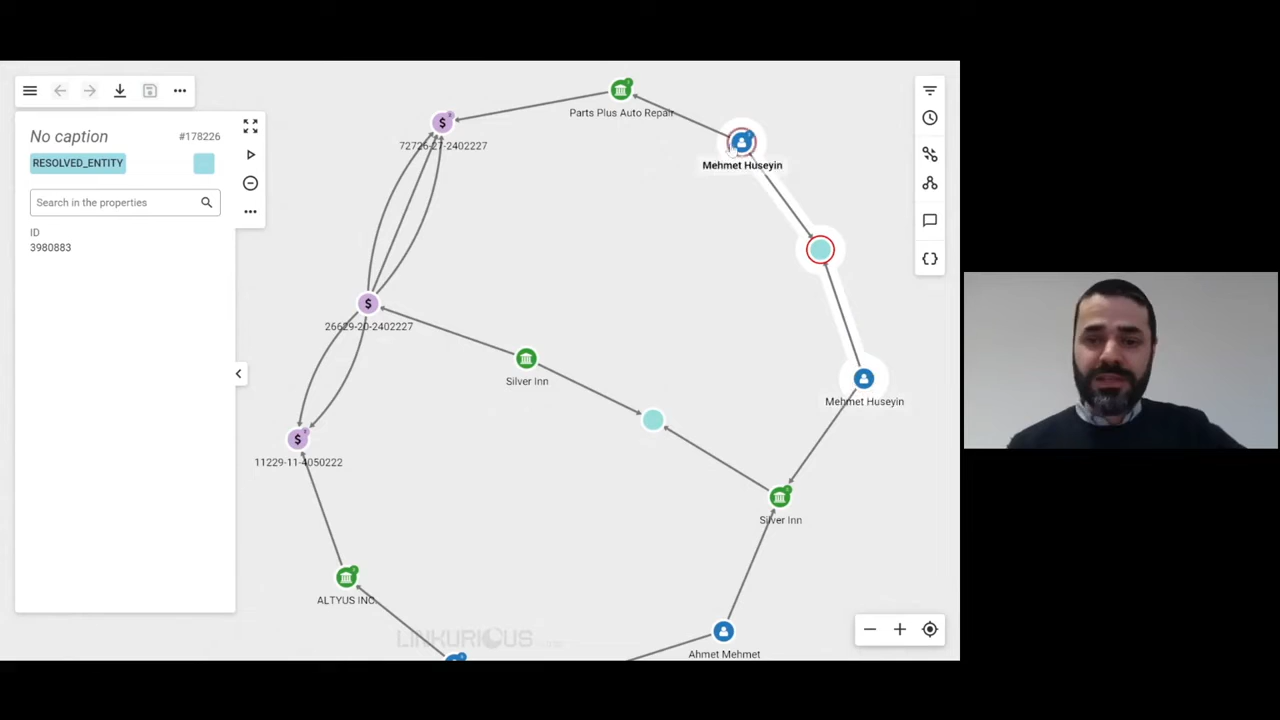 No caption
#178226
RESOLVED_ENTITY
Search in the properties
ID
3980883
Parts Plus Auto Repair
72726-27-2402227
Mehmet Huseyin
26629-20-2402227
Silver Inn
Mehmet Huseyin
11229-11-4050222
Silver Inn
ALTYUS INC.
Ahmet Mehmet
LINKURIOUS